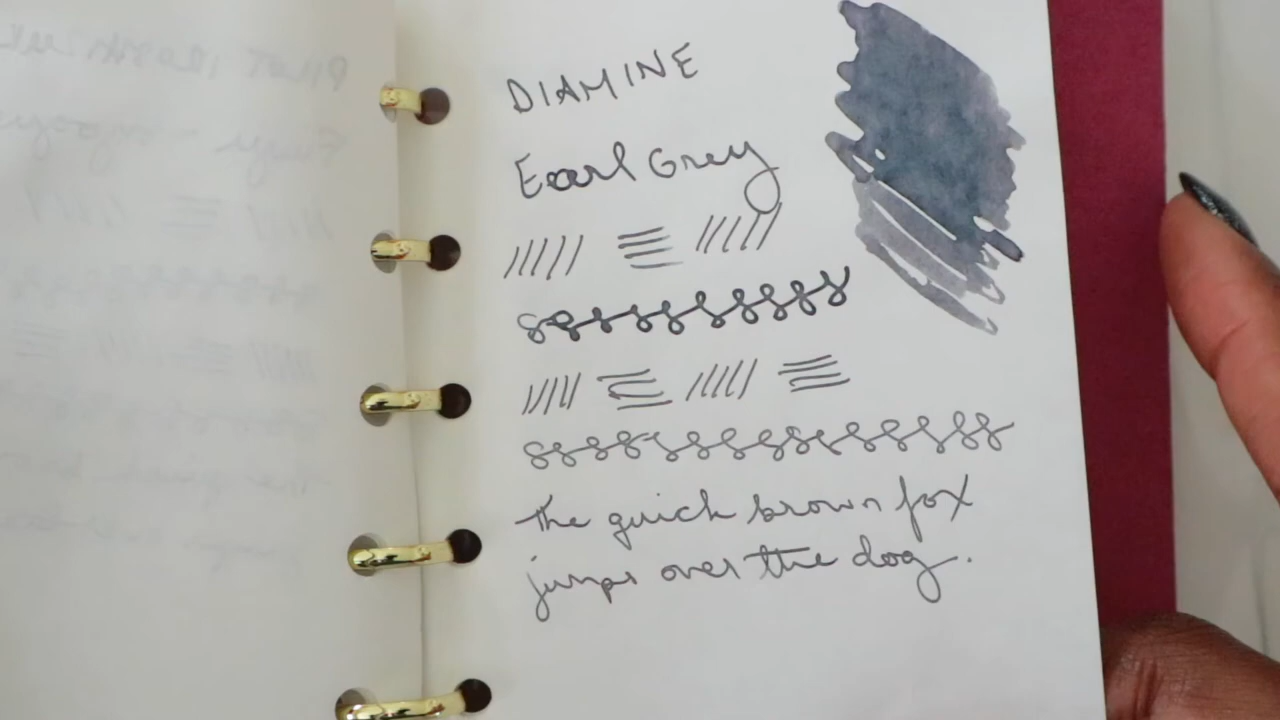 DIAMINE
Earl Grey
the quick brown fox
jumps over the dog.